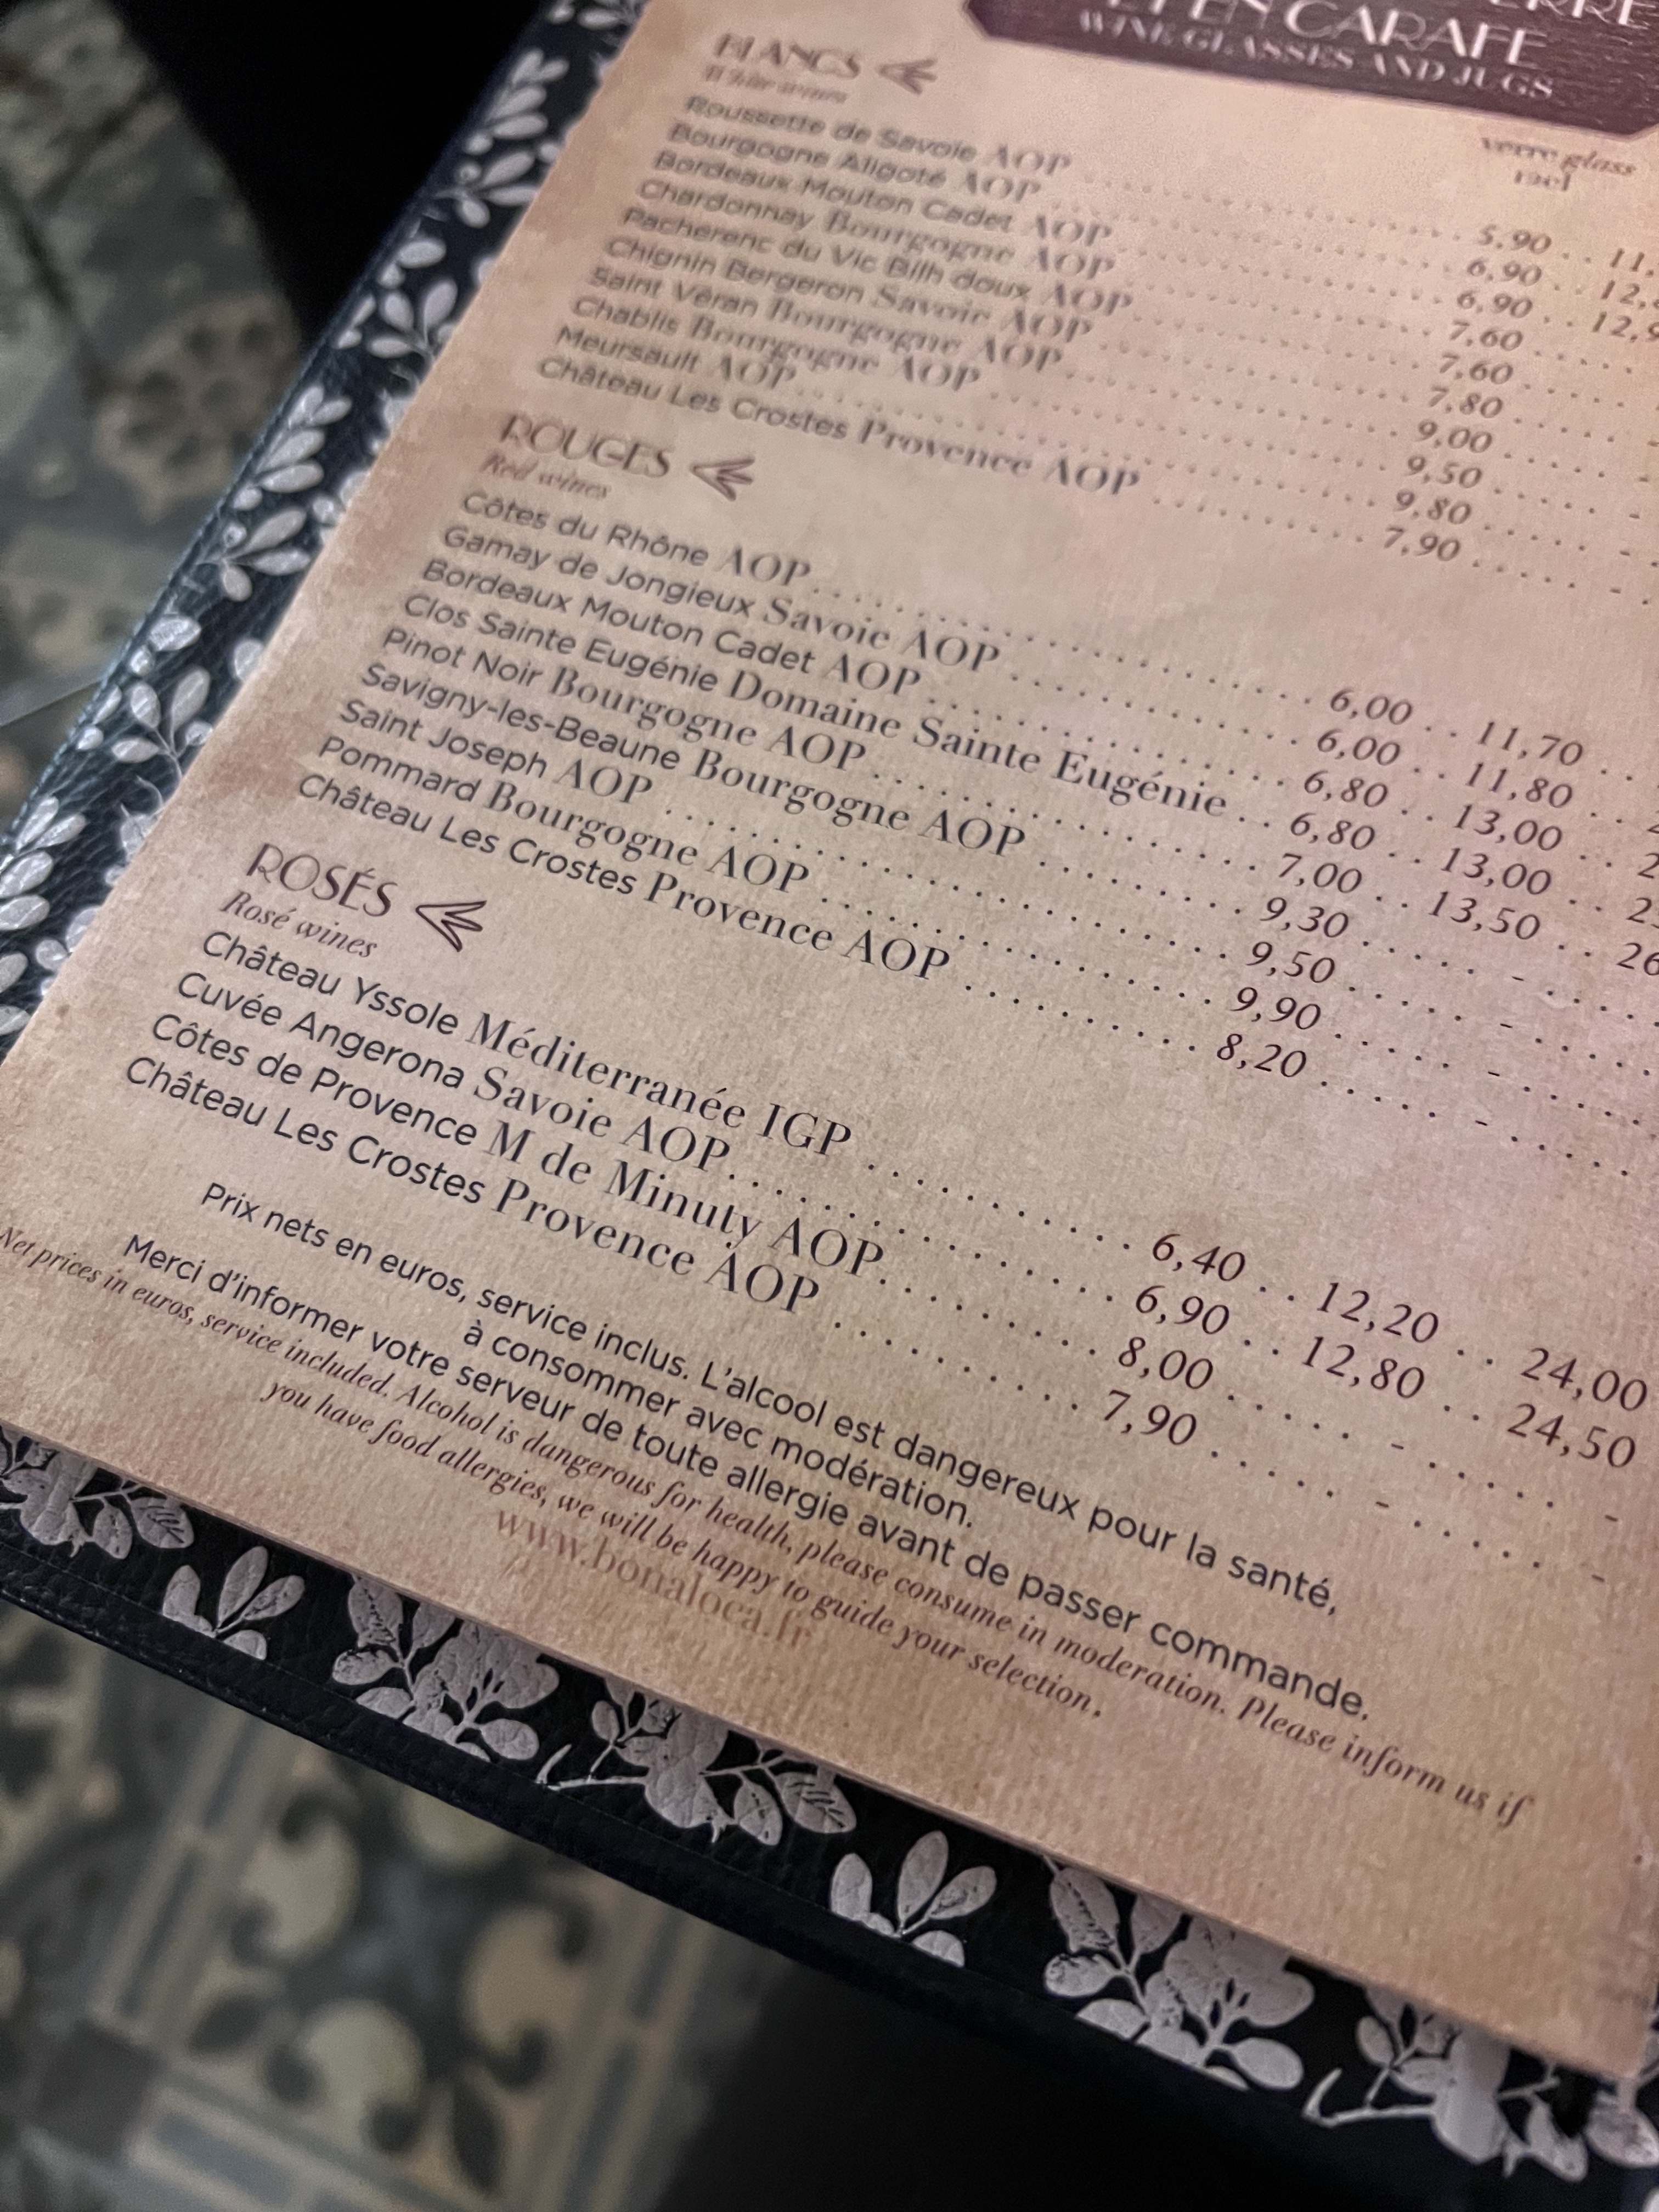 ET EN CARAFE
WINE GLASSES AND JUGS
verre glass
12cl
BLANCS
White wines
Roussette de Savoie AOP 5,90 11,
Bourgogne Aligoté AOP 6,90 12,
Bordeaux Mouton Cadet AOP 6,90 12,9
Chardonnay Bourgogne AOP 7,60
Pacherenc du Vic Bilh doux AOP 7,60
Chignin Bergeron Savoie AOP 7,80
Saint Véran Bourgogne AOP 9,00 -
Chablis Bourgogne AOP 9,50 -
Meursault AOP 9,80 -
Château Les Crostes Provence AOP 7,90 -
ROUGES
Red wines
Côtes du Rhône AOP 6,00 11,70
Gamay de Jongieux Savoie AOP 6,00 11,80
Bordeaux Mouton Cadet AOP 6,80 13,00
Clos Sainte Eugénie Domaine Sainte Eugénie 6,80 13,00
Pinot Noir Bourgogne AOP 7,00 13,50 26
Savigny-les-Beaune Bourgogne AOP 9,30 -
Saint Joseph AOP 9,50 -
Pommard Bourgogne AOP 9,90 -
Château Les Crostes Provence AOP 8,20 -
ROSÉS
Rosé wines
Château Yssole Méditerranée IGP 6,40 12,20 24,00
Cuvée Angerona Savoie AOP 6,90 12,80 24,50
Côtes de Provence M de Minuty AOP 8,00 - -
Château Les Crostes Provence AOP 7,90 - -
Prix nets en euros, service inclus. L'alcool est dangereux pour la santé,
à consommer avec modération.
Merci d'informer votre serveur de toute allergie avant de passer commande.
Net prices in euros, service included. Alcohol is dangerous for health, please consume in moderation. Please inform us if
you have food allergies, we will be happy to guide your selection.
www.bonaloca.fr